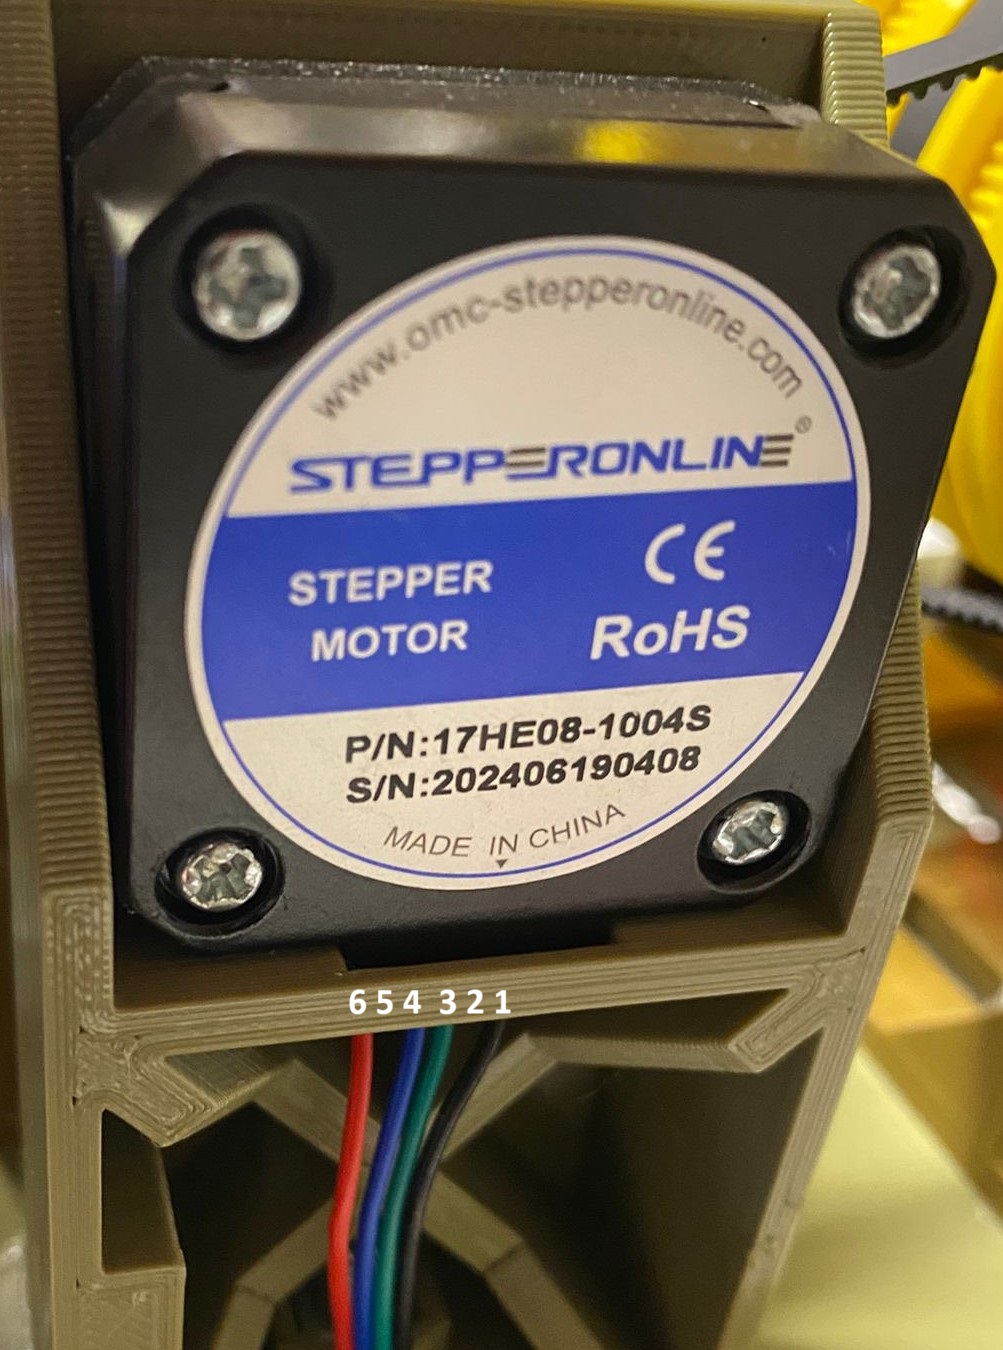 www.omc-stepperonline.com
STEPPERONLINE®
STEPPER
MOTOR
CE
RoHS
P/N:17HE08-1004S
S/N:202406190408
MADE IN CHINA
6 5 4 3 2 1